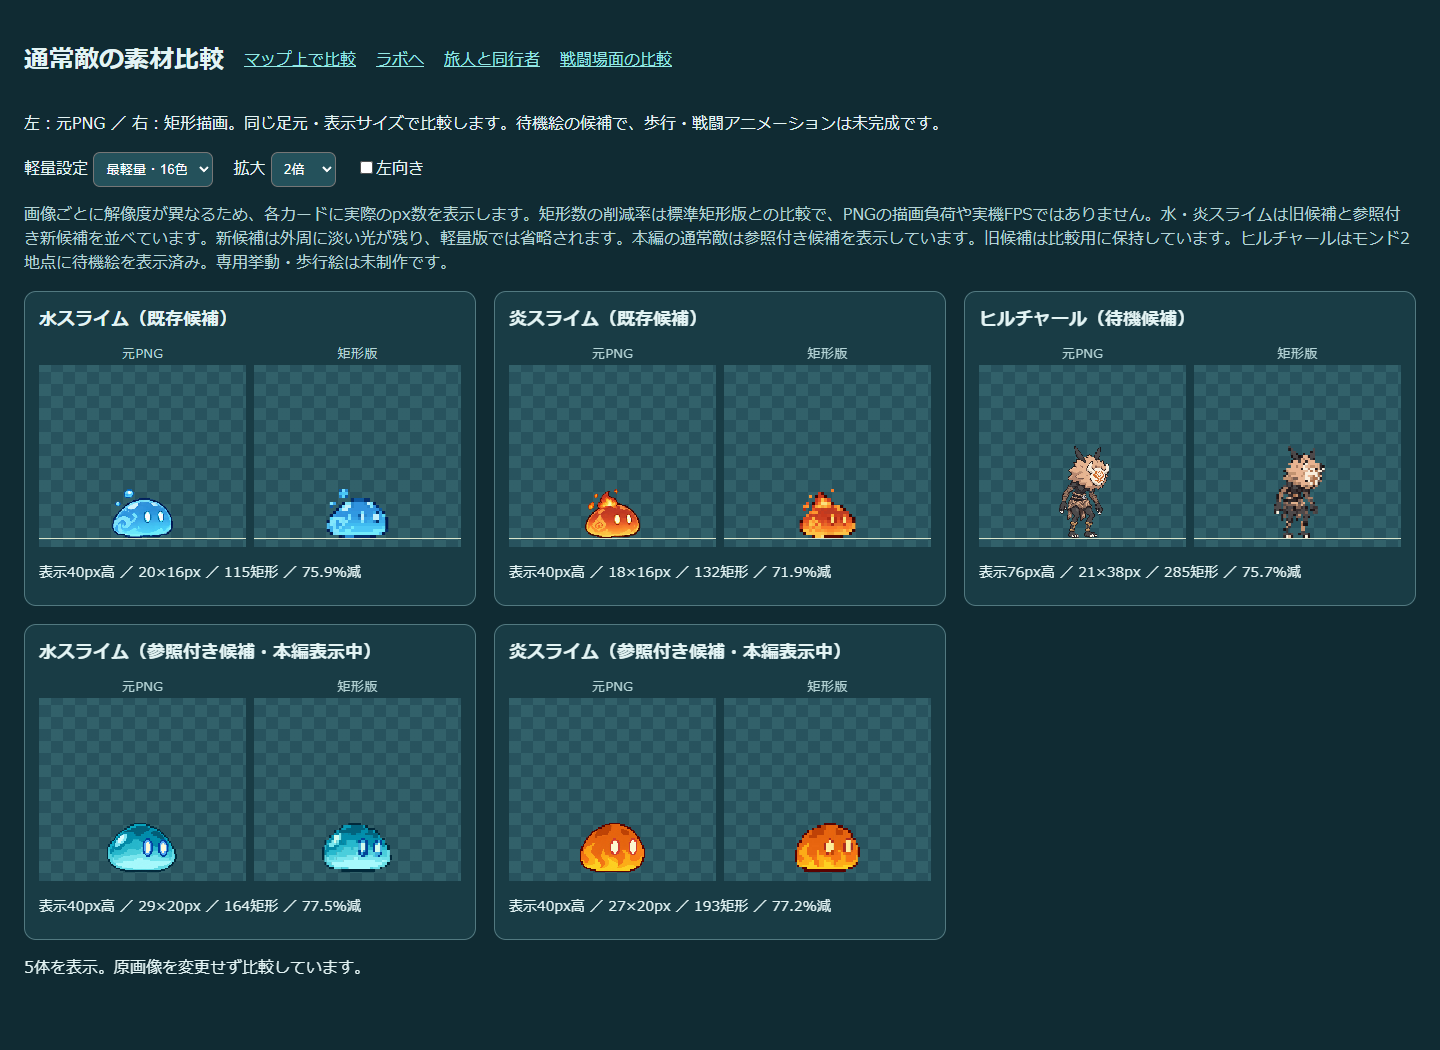 通常敵の素材比較 マップ上で比較 ラボへ 旅人と同行者 戦闘場面の比較
左：元PNG ／ 右：矩形描画。同じ足元・表示サイズで比較します。待機絵の候補で、歩行・戦闘アニメーションは未完成です。
軽量設定 最軽量・16色 拡大 2倍 左向き
画像ごとに解像度が異なるため、各カードに実際のpx数を表示します。矩形数の削減率は標準矩形版との比較で、PNGの描画負荷や実機FPSではありません。水・炎スライムは旧候補と参照付
き新候補を並べています。新候補は外周に淡い光が残り、軽量版では省略されます。本編の通常敵は参照付き候補を表示しています。旧候補は比較用に保持しています。ヒルチャールはモンド2
地点に待機絵を表示済み。専用挙動・歩行絵は未制作です。
水スライム（既存候補）
元PNG 矩形版
表示40px高 ／ 20×16px ／ 115矩形 ／ 75.9%減
炎スライム（既存候補）
元PNG 矩形版
表示40px高 ／ 18×16px ／ 132矩形 ／ 71.9%減
ヒルチャール（待機候補）
元PNG 矩形版
表示76px高 ／ 21×38px ／ 285矩形 ／ 75.7%減
水スライム（参照付き候補・本編表示中）
元PNG 矩形版
表示40px高 ／ 29×20px ／ 164矩形 ／ 77.5%減
炎スライム（参照付き候補・本編表示中）
元PNG 矩形版
表示40px高 ／ 27×20px ／ 193矩形 ／ 77.2%減
5体を表示。原画像を変更せず比較しています。